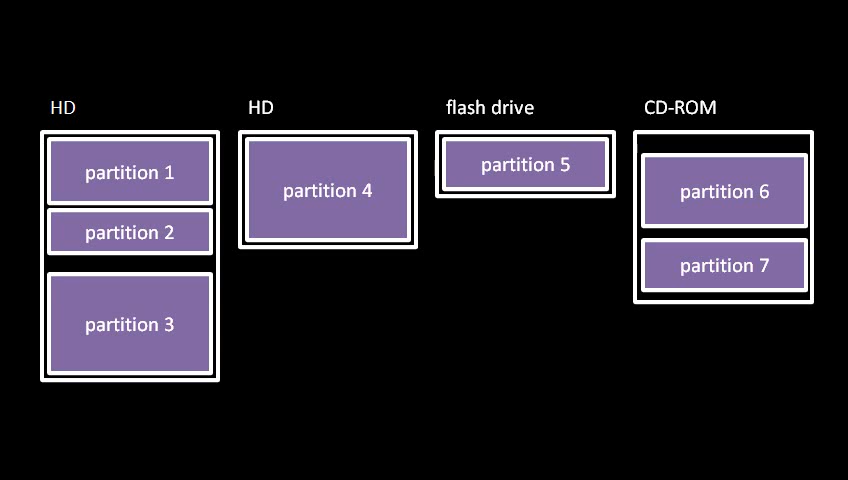 HD
HD
flash drive
CD-ROM
partition 1
partition 2
partition 3
partition 4
partition 5
partition 6
partition 7